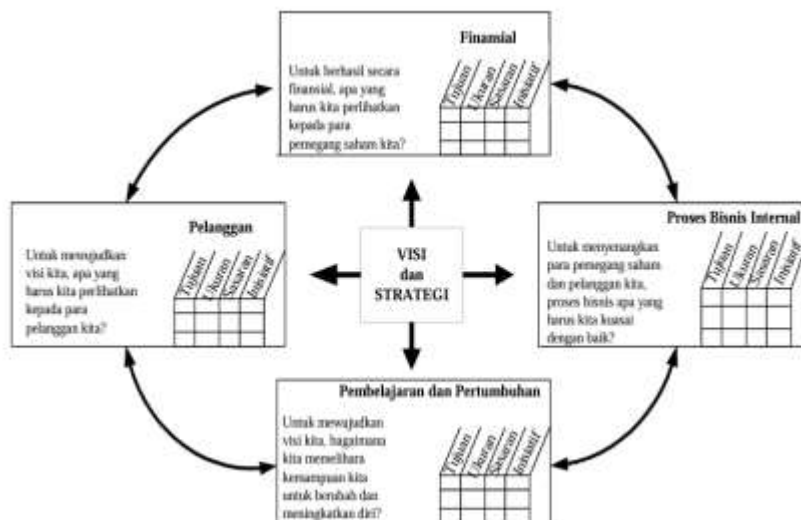 Finansial
Untuk berhasil secara
finansial, apa yang
harus kita perlihatkan
kepada para
pemegang saham kita?
Tujuan
Ukuran
Sasaran
Inisiatif
Pelanggan
Untuk mewujudkan
visi kita, apa yang
harus kita perlihatkan
kepada para
pelanggan kita?
Tujuan
Ukuran
Sasaran
Inisiatif
VISI
dan
STRATEGI
Proses Bisnis Internal
Untuk menyenangkan
para pemegang saham
dan pelanggan kita,
proses bisnis apa yang
harus kita kuasai
dengan baik?
Tujuan
Ukuran
Sasaran
Inisiatif
Pembelajaran dan Pertumbuhan
Untuk mewujudkan
visi kita, bagaimana
kita memelihara
kemampuan kita
untuk berubah dan
meningkatkan diri?
Tujuan
Ukuran
Sasaran
Inisiatif